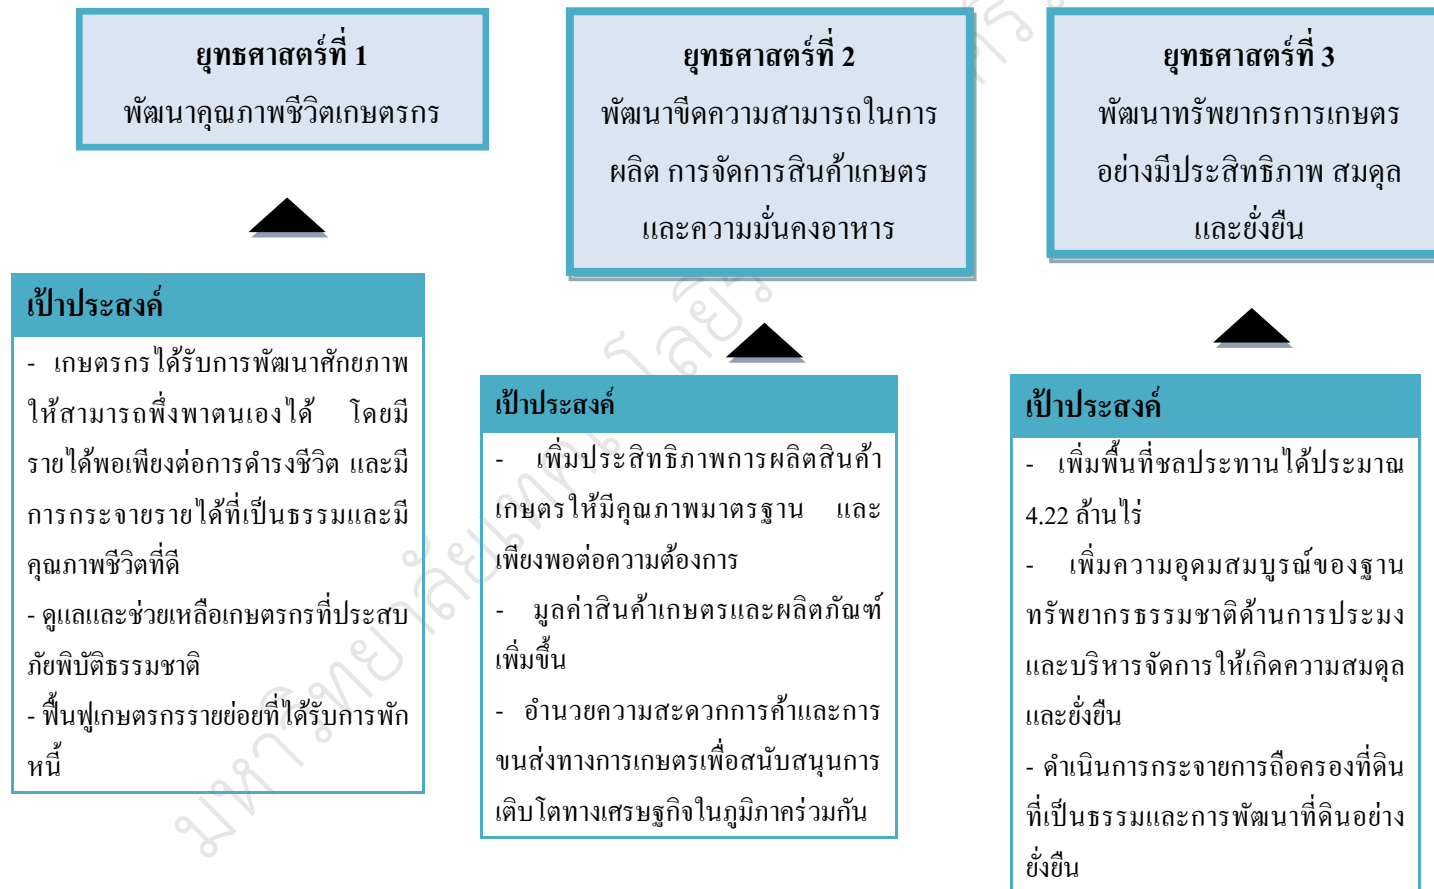 ยุทธศาสตร์ที่ 1
พัฒนาคุณภาพชีวิตเกษตรกร
ยุทธศาสตร์ที่ 2
พัฒนาขีดความสามารถในการ
ผลิต การจัดการสินค้าเกษตร
และความมั่นคงอาหาร
ยุทธศาสตร์ที่ 3
พัฒนาทรัพยากรการเกษตร
อย่างมีประสิทธิภาพ สมดุล
และยั่งยืน
เป้าประสงค์
- เกษตรกรได้รับการพัฒนาศักยภาพ
ให้สามารถพึ่งพาตนเองได้ โดยมี
รายได้พอเพียงต่อการดำรงชีวิต และมี
การกระจายรายได้ที่เป็นธรรมและมี
คุณภาพชีวิตที่ดี
- ดูแลและช่วยเหลือเกษตรกรที่ประสบ
ภัยพิบัติธรรมชาติ
- ฟื้นฟูเกษตรกรรายย่อยที่ได้รับการพัก
หนี้
เป้าประสงค์
- เพิ่มประสิทธิภาพการผลิตสินค้า
เกษตรให้มีคุณภาพมาตรฐาน และ
เพียงพอต่อความต้องการ
- มูลค่าสินค้าเกษตรและผลิตภัณฑ์
เพิ่มขึ้น
- อำนวยความสะดวกการค้าและการ
ขนส่งทางการเกษตรเพื่อสนับสนุนการ
เติบโตทางเศรษฐกิจในภูมิภาคร่วมกัน
เป้าประสงค์
- เพิ่มพื้นที่ชลประทานได้ประมาณ
4.22 ล้านไร่
- เพิ่มความอุดมสมบูรณ์ของฐาน
ทรัพยากรธรรมชาติด้านการประมง
และบริหารจัดการให้เกิดความสมดุล
และยั่งยืน
- ดำเนินการกระจายการถือครองที่ดิน
ที่เป็นธรรมและการพัฒนาที่ดินอย่าง
ยั่งยืน